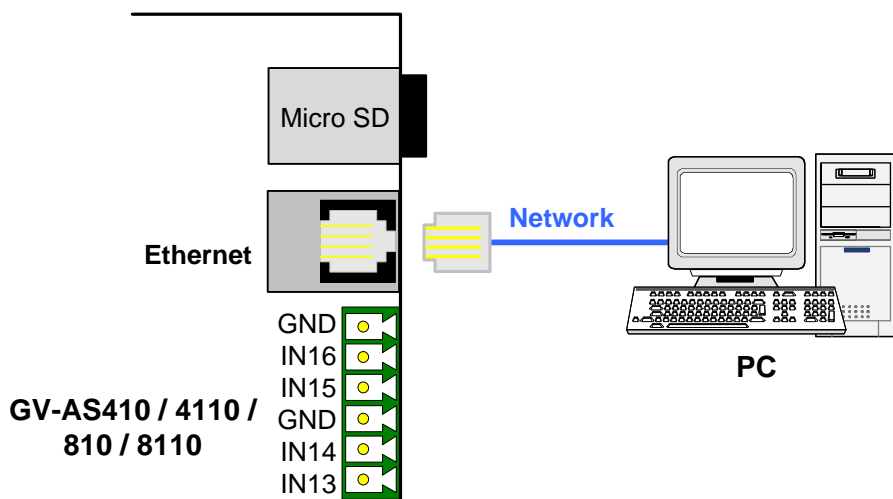 Micro SD
Ethernet
Network
PC
GND
IN16
IN15
GND
IN14
IN13
GV-AS410 / 4110 /
810 / 8110